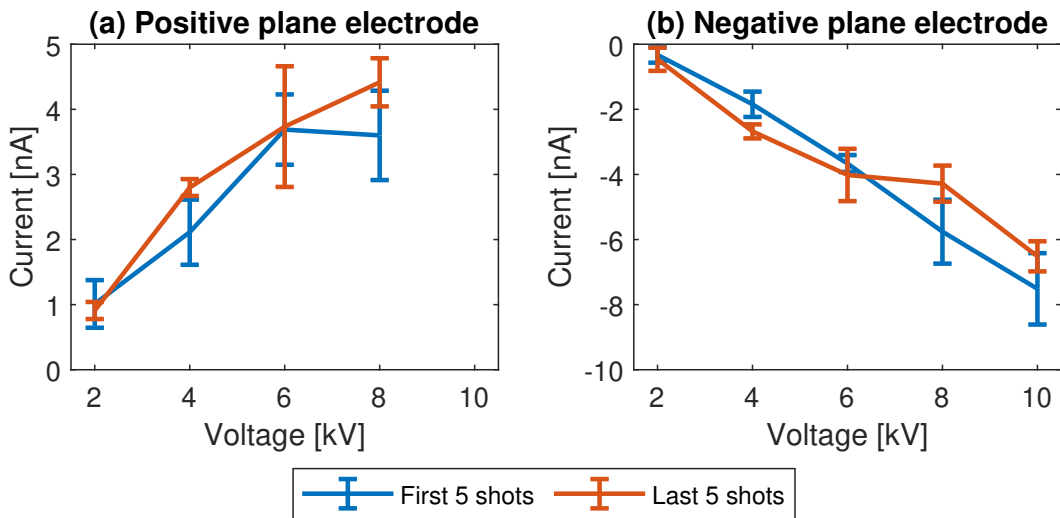 (a) Positive plane electrode
5
4
3
2
1
0
Current [nA]
2 4 6 8 10
Voltage [kV]
(b) Negative plane electrode
0
-2
-4
-6
-8
-10
Current [nA]
2 4 6 8 10
Voltage [kV]
First 5 shots Last 5 shots